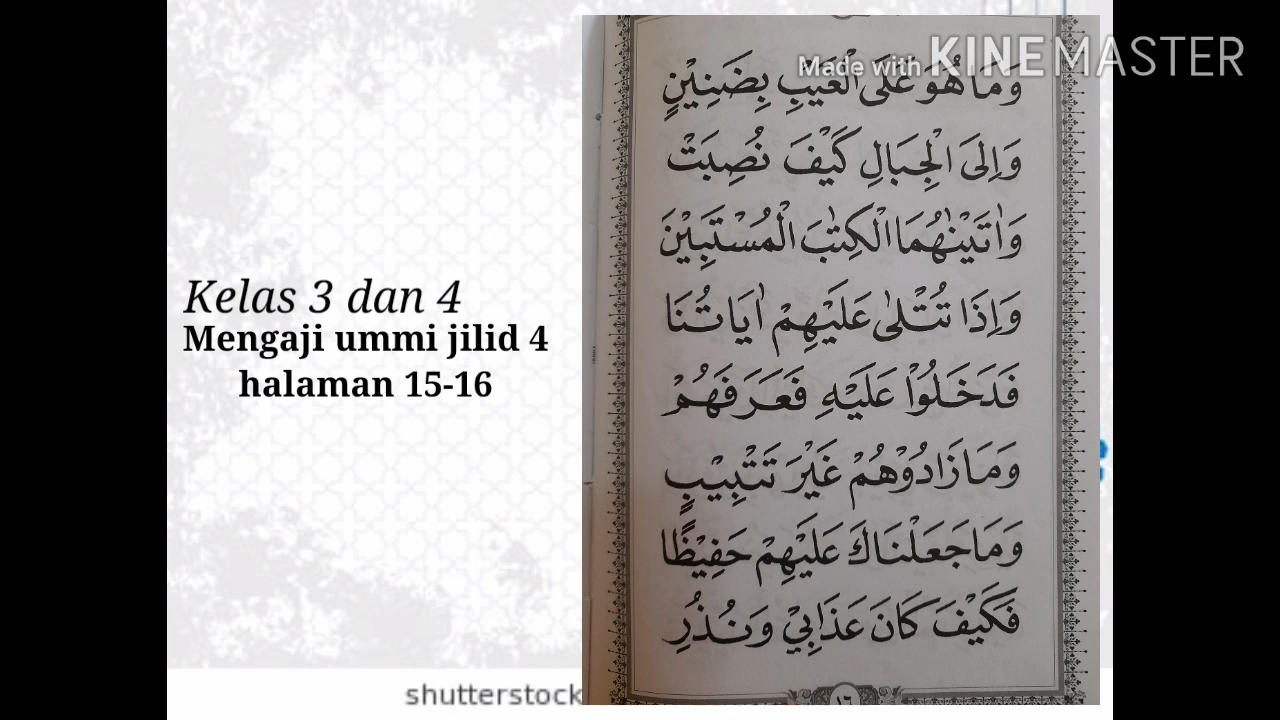 Made with KINEMASTER
Kelas 3 dan 4
Mengaji ummi jilid 4
halaman 15-16
وَمَا هُوَ عَلَى الْغَيْبِ بِضَنِيْنٍ
وَاِلَى الْجِبَالِ كَيْفَ نُصِبَتْ
وَاٰتَيْنٰهُمَا الْكِتٰبَ الْمُسْتَبِيْنَ
وَاِذَا تُتْلٰى عَلَيْهِمْ اٰيَاتُنَا
فَدَخَلُوْا عَلَيْهِ فَعَرَفَهُمْ
وَمَا زَادُوْهُمْ غَيْرَ تَتْبِيْبٍ
وَمَا جَعَلْنَاكَ عَلَيْهِمْ حَفِيْظًا
فَكَيْفَ كَانَ عَذَابِيْ وَنُذُرِ
١٦
shutterstock